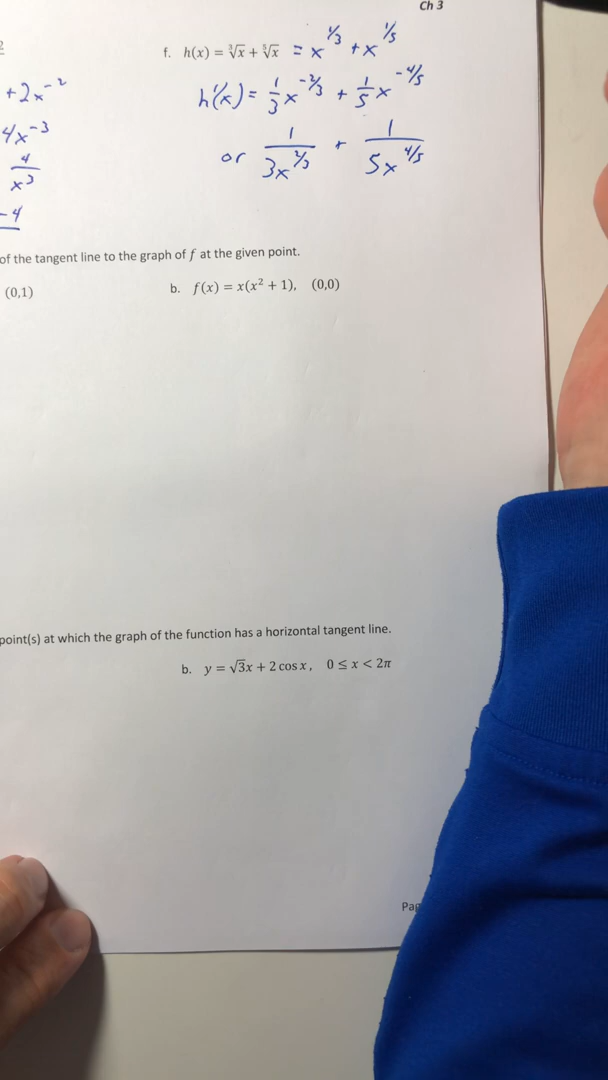 Ch 3
2
f. h(x) = ∛x + ⁵√x = x^1/3 + x^1/5
+2x^-2
h'(x) = 1/3 x^-2/3 + 1/5 x^-4/5
4x^-3
or 1/3x^2/3 + 1/5x^4/5
4/x^3
-4
of the tangent line to the graph of f at the given point.
(0,1) b. f(x) = x(x² + 1), (0,0)
point(s) at which the graph of the function has a horizontal tangent line.
b. y = √3x + 2 cos x, 0 ≤ x < 2π
Pag